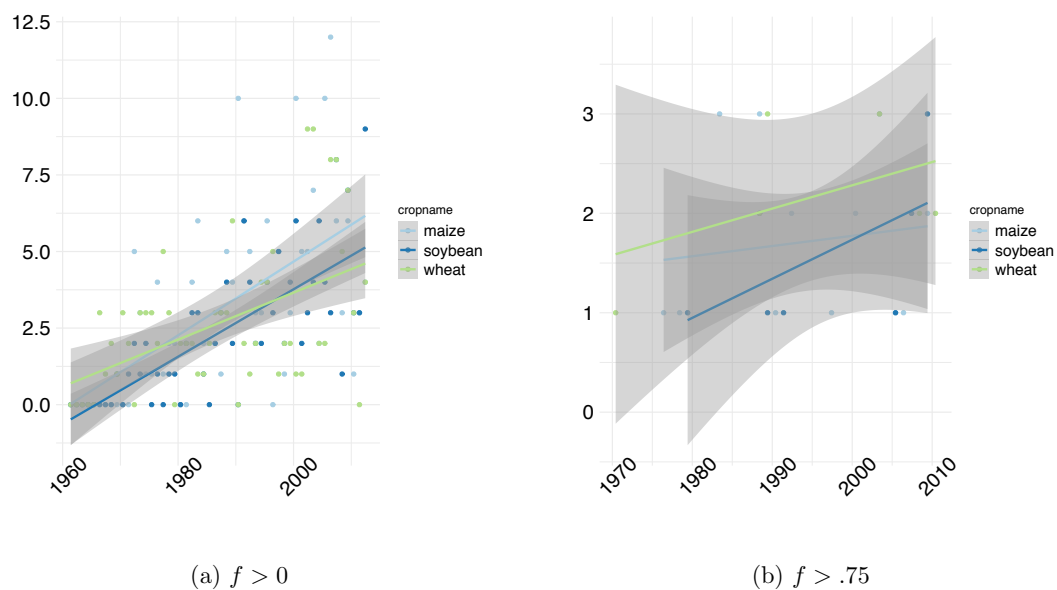 12.5
10.0
7.5
5.0
2.5
0.0
1960
1980
2000
cropname
maize
soybean
wheat
3
2
1
0
1970
1980
1990
2000
2010
cropname
maize
soybean
wheat
(a) f > 0
(b) f > .75